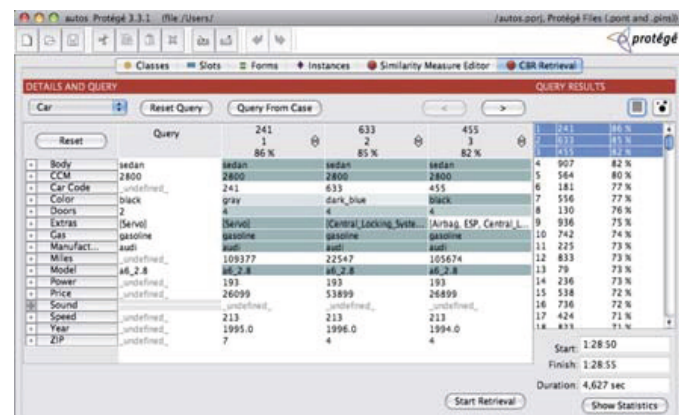 autos Protégé 3.3.1 (file:/Users/ /autos.pprj, Protégé Files (.pont and .pins))
protégé
Classes Slots Forms Instances Similarity Measure Editor CBR Retrieval
DETAILS AND QUERY QUERY RESULTS
Car Reset Query Query From Case < >
Reset Query 241 633 455
1 2 3
86 % 85 % 82 %
Body sedan sedan sedan sedan
CCM 2800 2800 2800 2800
Car Code _undefined_ 241 633 455
Color black gray dark_blue black
Doors 2 4 4 4
Extras {Servo} {Servo} {Central_Locking_Syste... {Airbag, ESP, Central_L...
Gas gasoline gasoline gasoline gasoline
Manufact... audi audi audi audi
Miles _undefined_ 109377 22547 105674
Model a6_2.8 a6_2.8 a6_2.8 a6_2.8
Power _undefined_ 193 193 193
Price _undefined_ 26099 53899 26899
Sound _undefined_ _undefined_ _undefined_ _undefined_
Speed _undefined_ 213 213 213
Year _undefined_ 1995.0 1996.0 1994.0
ZIP _undefined_ 7 4 4
1 241 86 %
2 633 85 %
3 455 82 %
4 907 82 %
5 564 80 %
6 181 77 %
7 556 77 %
8 130 76 %
9 936 75 %
10 742 74 %
11 225 73 %
12 833 73 %
13 79 73 %
14 236 73 %
15 538 72 %
16 736 72 %
17 424 71 %
18 823 71 %
Start: 1:28:50
Finish: 1:28:55
Duration: 4,627 sec
Start Retrieval Show Statistics